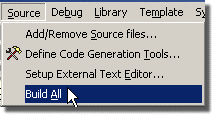 Source Debug Library Template
Add/Remove Source files...
Define Code Generation Tools...
Setup External Text Editor...
Build All